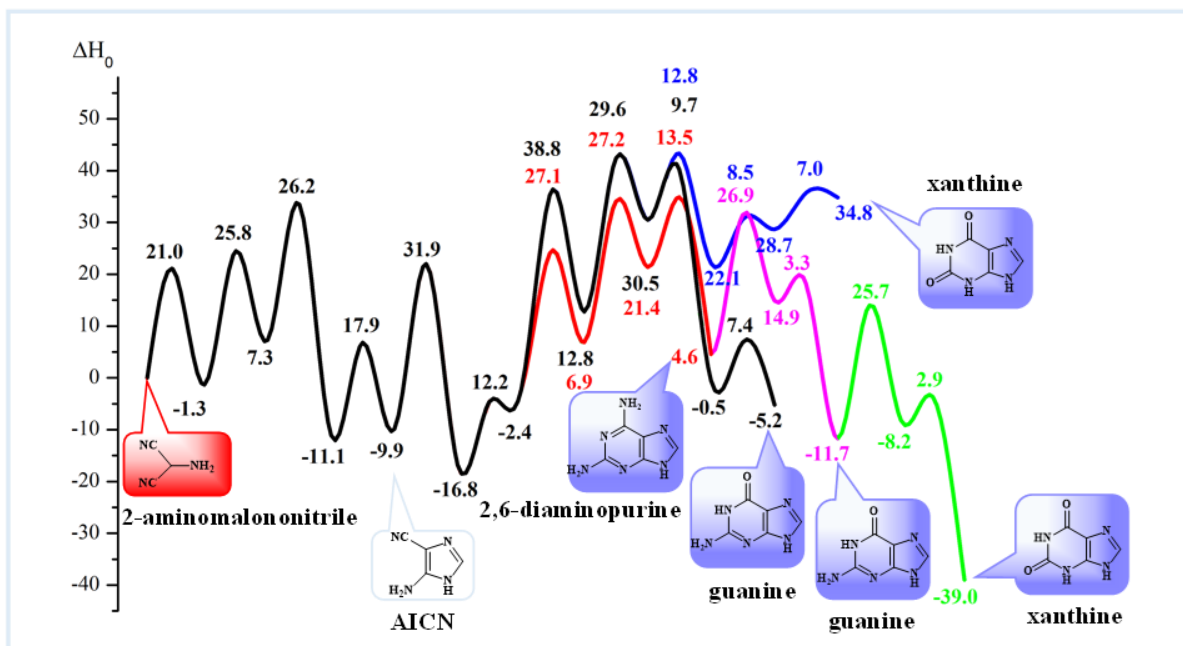 ΔH0
50
40
30
20
10
0
-10
-20
-30
-40
21.0
-1.3
25.8
7.3
26.2
-11.1
17.9
-9.9
31.9
-16.8
12.2
-2.4
38.8
27.1
12.8
6.9
29.6
27.2
30.5
21.4
12.8
9.7
13.5
4.6
-0.5
7.4
-5.2
22.1
8.5
26.9
28.7
7.0
34.8
14.9
3.3
-11.7
25.7
-8.2
2.9
-39.0
NC
NC
NH2
2-aminomalononitrile
NC
N
H2N
N
H
AICN
2,6-diaminopurine
NH2
N
N
H2N
N
N
H
O
HN
N
H2N
N
N
H
guanine
O
HN
N
H2N
N
N
H
guanine
xanthine
O
HN
N
O
N
H
N
H
O
HN
N
O
N
H
N
H
xanthine